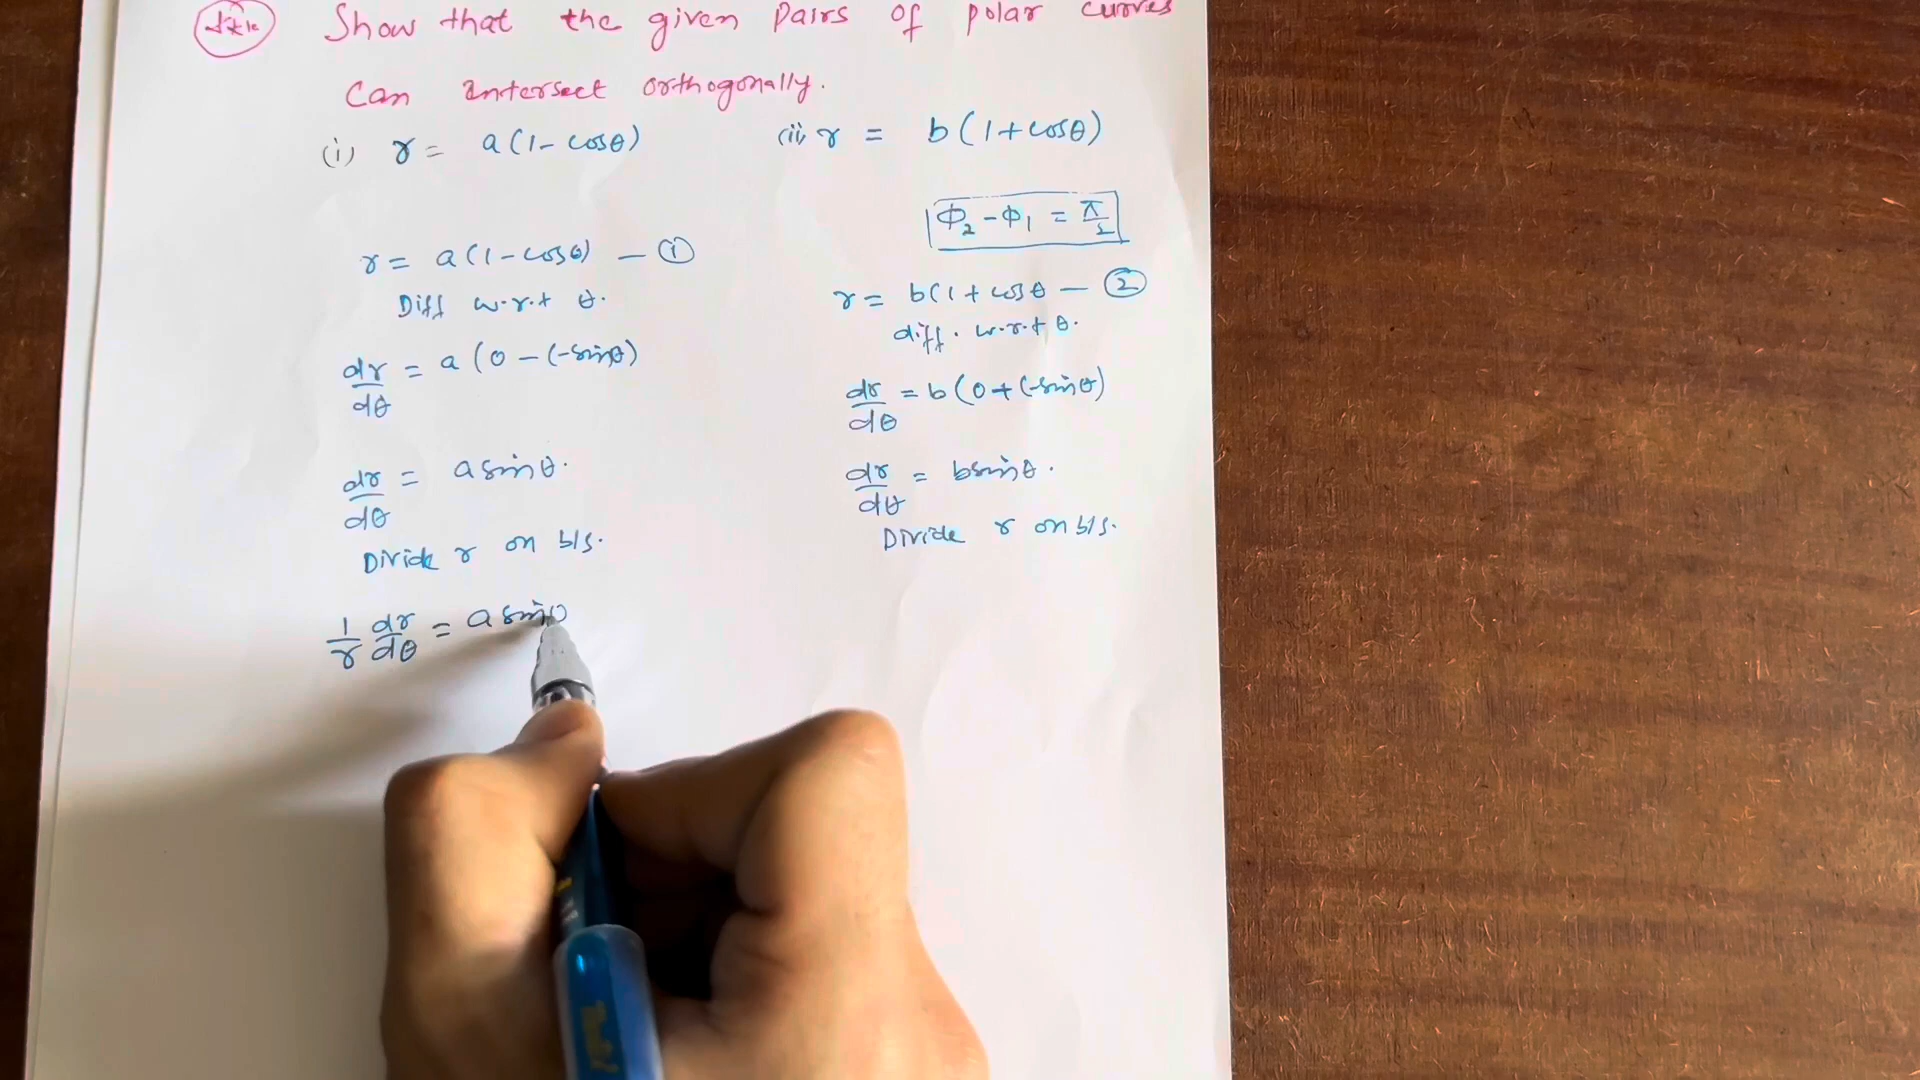 Show that the given pairs of polar curves
can intersect orthogonally.
(i) r = a(1-cosθ)
(ii) r = b(1+cosθ)
ϕ₂-ϕ₁ = π/2
r = a(1-cosθ) — ①
Diff w.r.t θ.
dr/dθ = a(0-(-sinθ)
dr/dθ = a sinθ.
Divide r on b/s.
1/r dr/dθ = a sinθ
r = b(1+cosθ — ②
diff. w.r.t θ.
dr/dθ = b(0+(-sinθ)
dr/dθ = bsinθ.
Divide r on b/s.